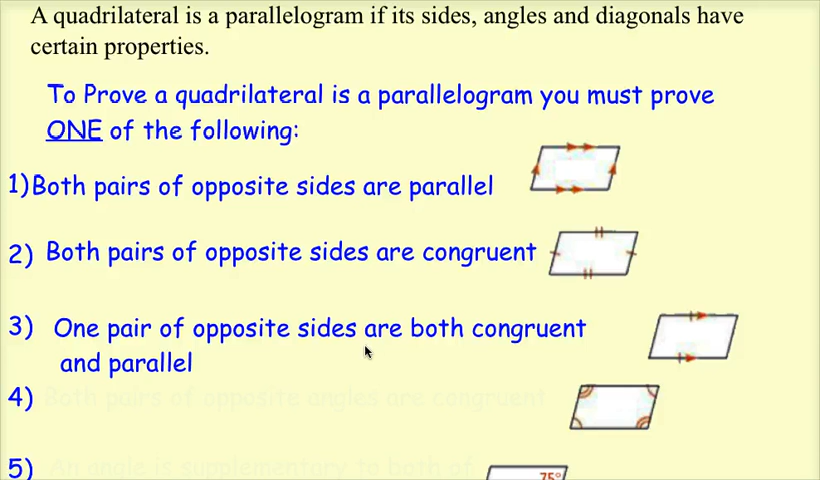 A quadrilateral is a parallelogram if its sides, angles and diagonals have
certain properties.
To Prove a quadrilateral is a parallelogram you must prove
ONE of the following:
1) Both pairs of opposite sides are parallel
2) Both pairs of opposite sides are congruent
3) One pair of opposite sides are both congruent
and parallel
4) Both pairs of opposite angles are congruent
5) An angle is supplementary to both of
75°